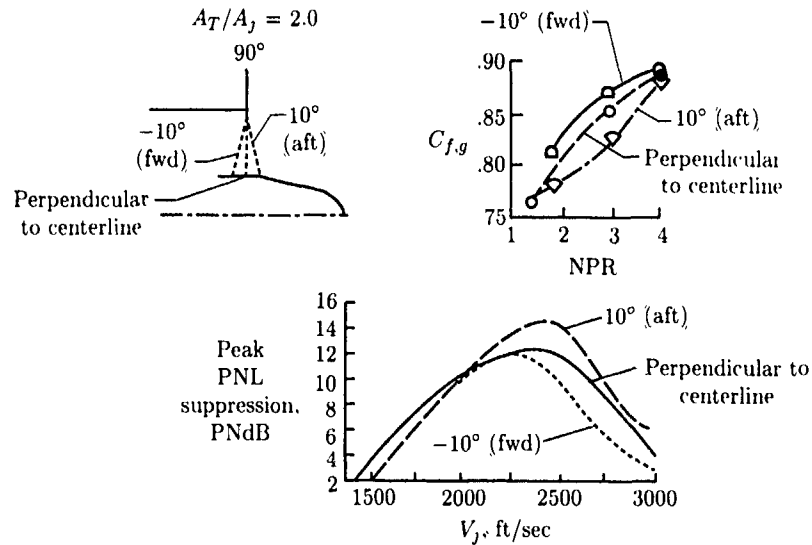 A_T/A_j = 2.0
90°
−10°
(fwd)
10°
(aft)
Perpendicular
to centerline
−10° (fwd)
.90
.85
C_f,g
.80
75
10° (aft)
Perpendicular
to centerline
1 2 3 4
NPR
16
14
12
10
8
6
4
2
Peak
PNL
suppression.
PNdB
10° (aft)
Perpendicular to
centerline
−10° (fwd)
1500 2000 2500 3000
V_j, ft/sec